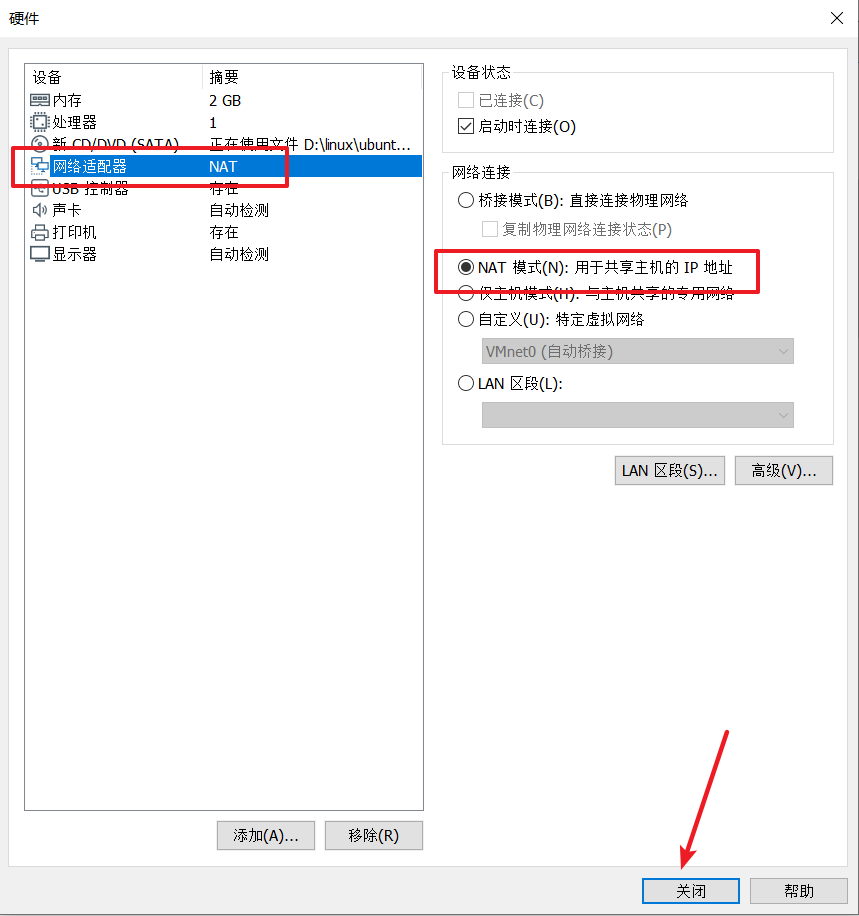 硬件
设备 摘要
内存 2 GB
处理器 1
新 CD/DVD (SATA) 正在使用文件 D:\linux\ubunt...
网络适配器 NAT
USB 控制器 存在
声卡 自动检测
打印机 存在
显示器 自动检测
添加(A)... 移除(R)
设备状态
已连接(C)
启动时连接(O)
网络连接
桥接模式(B): 直接连接物理网络
复制物理网络连接状态(P)
NAT 模式(N): 用于共享主机的 IP 地址
仅主机模式(H): 与主机共享的专用网络
自定义(U): 特定虚拟网络
VMnet0 (自动桥接)
LAN 区段(L):
LAN 区段(S)... 高级(V)...
关闭 帮助